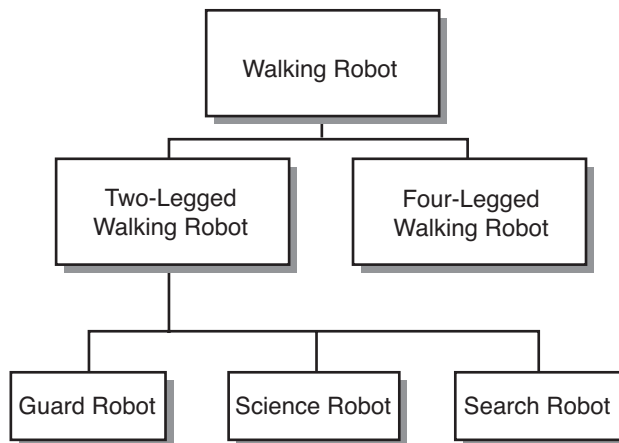 Walking Robot
Two-Legged
Walking Robot
Four-Legged
Walking Robot
Guard Robot
Science Robot
Search Robot